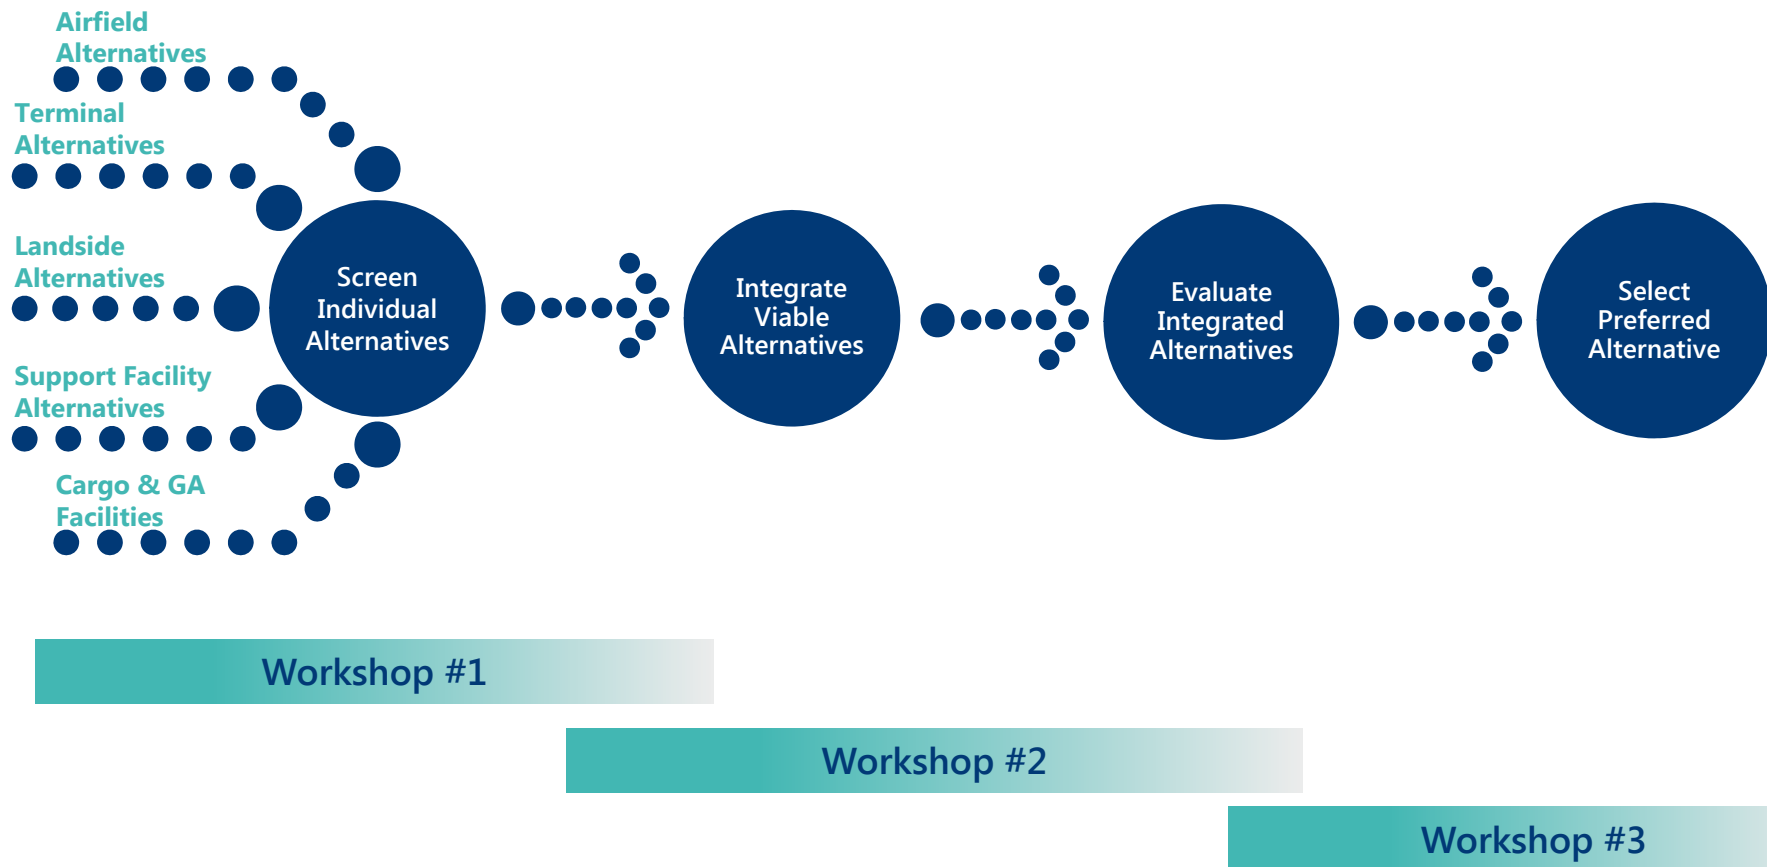 Airfield
Alternatives
Terminal
Alternatives
Landside
Alternatives
Support Facility
Alternatives
Cargo & GA
Facilities
Screen
Individual
Alternatives
Integrate
Viable
Alternatives
Evaluate
Integrated
Alternatives
Select
Preferred
Alternative
Workshop #1
Workshop #2
Workshop #3